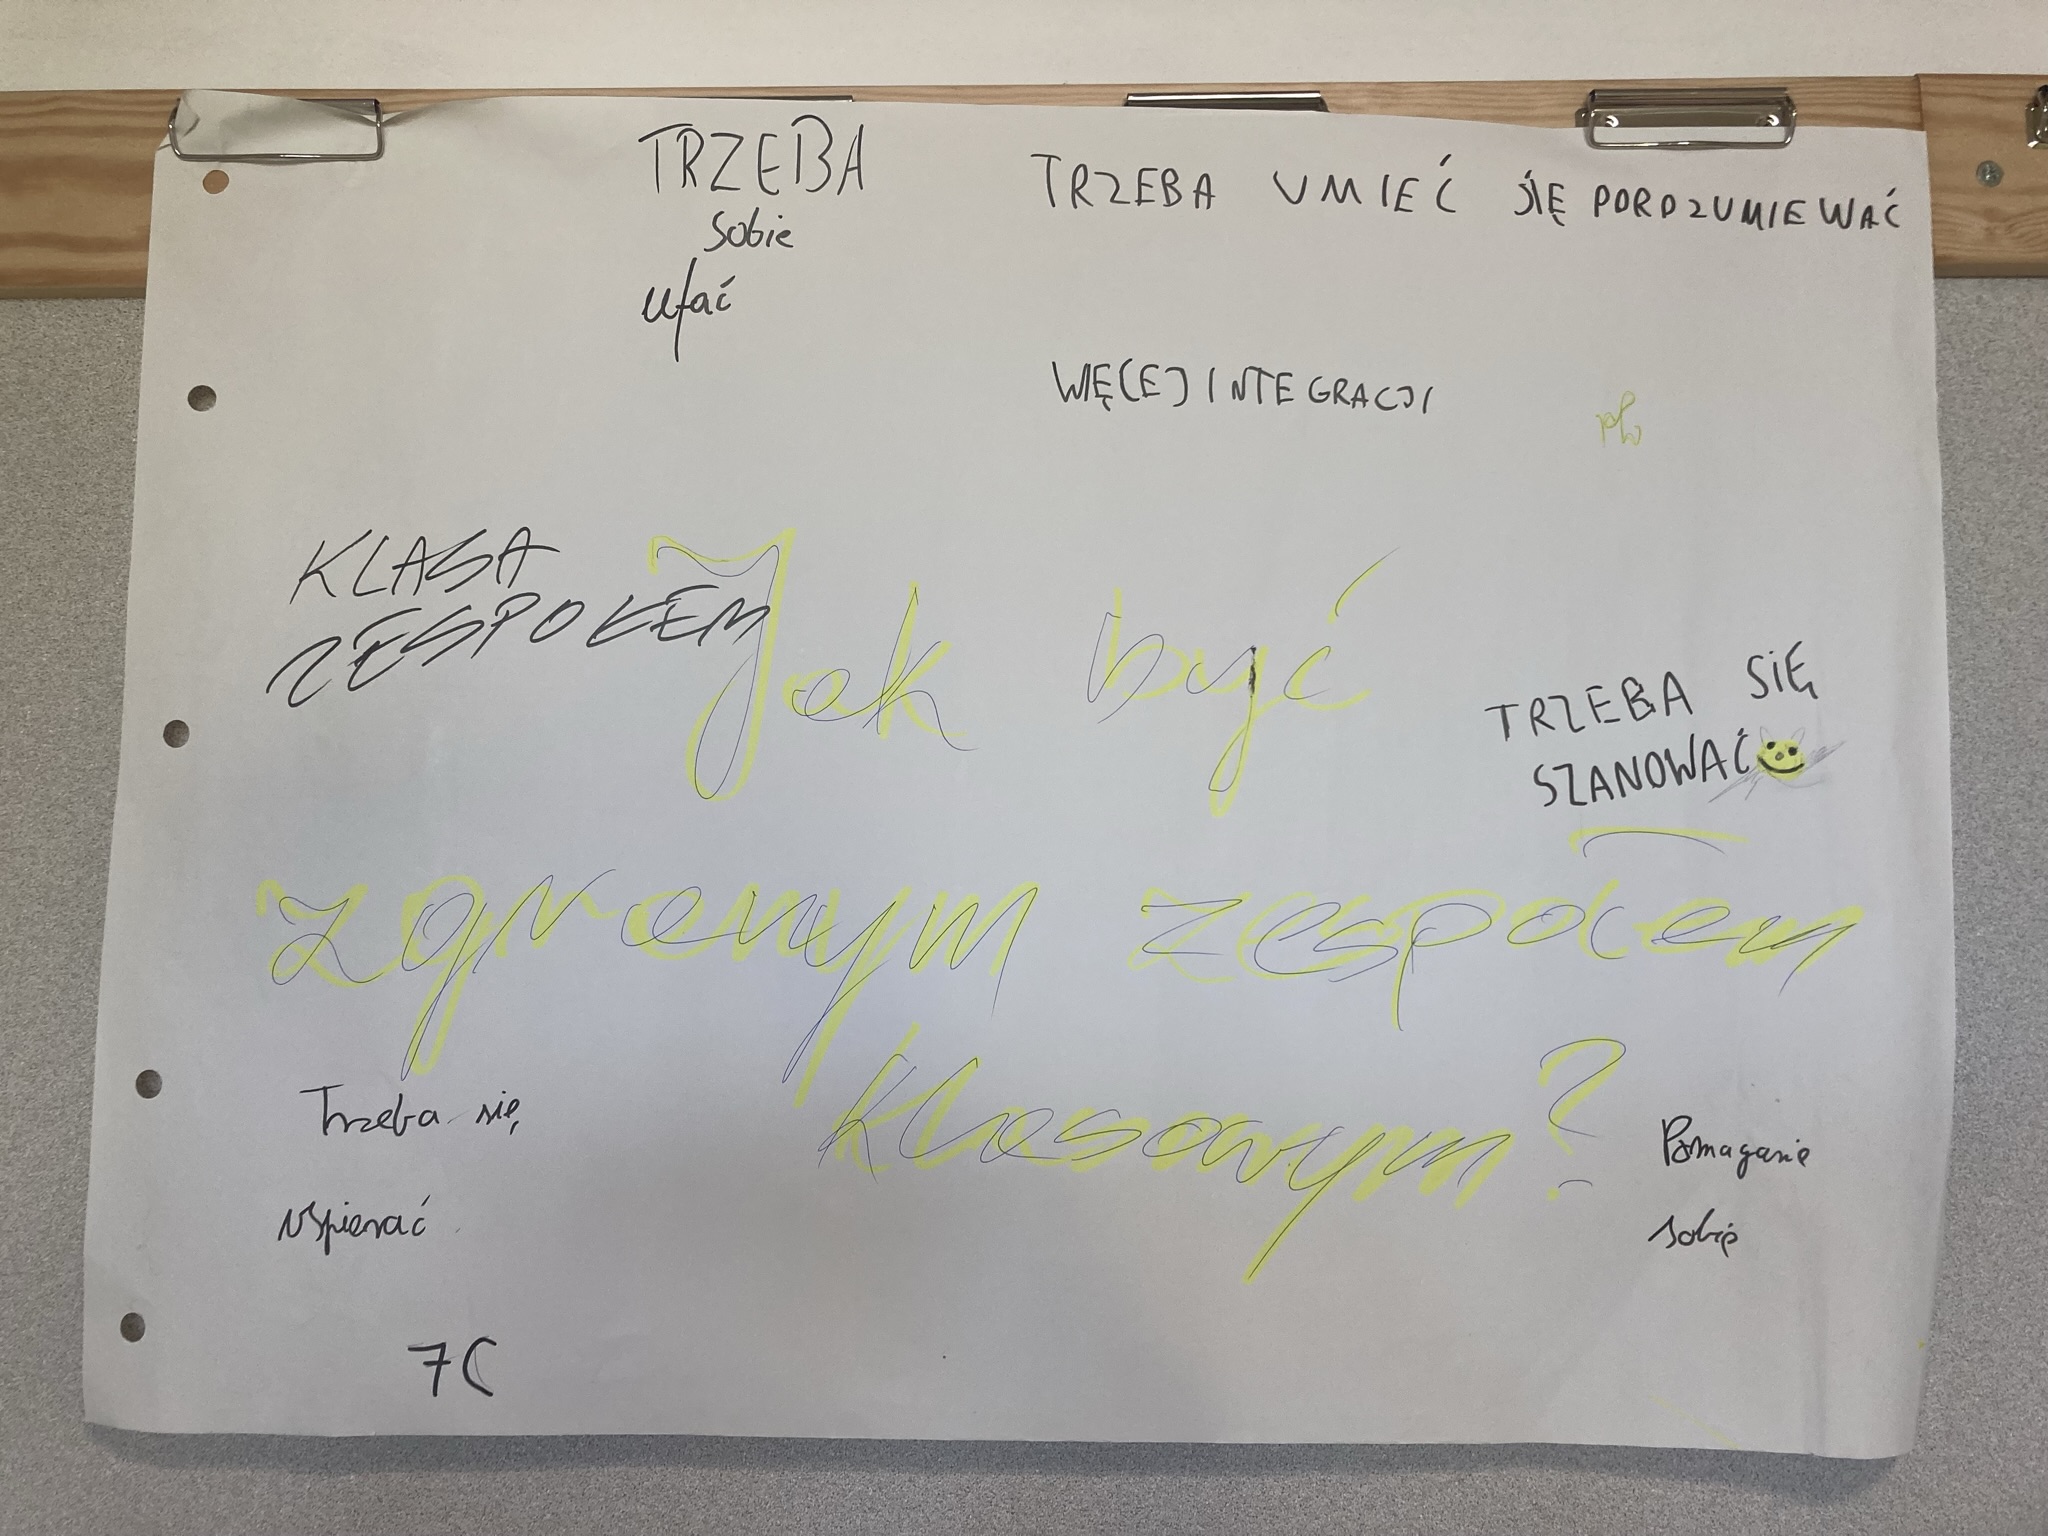 TRZEBA
sobie
ufać
TRZEBA UMIEĆ SIĘ POROZUMIEWAĆ
WIĘCEJ INTEGRACJI
KLASA
ZESPOŁEM
Jak być
TRZEBA SIĘ
SZANOWAĆ
zgranym zespołem
klasowym?
Trzeba się
wspierać
Pomaganie
sobie
7C